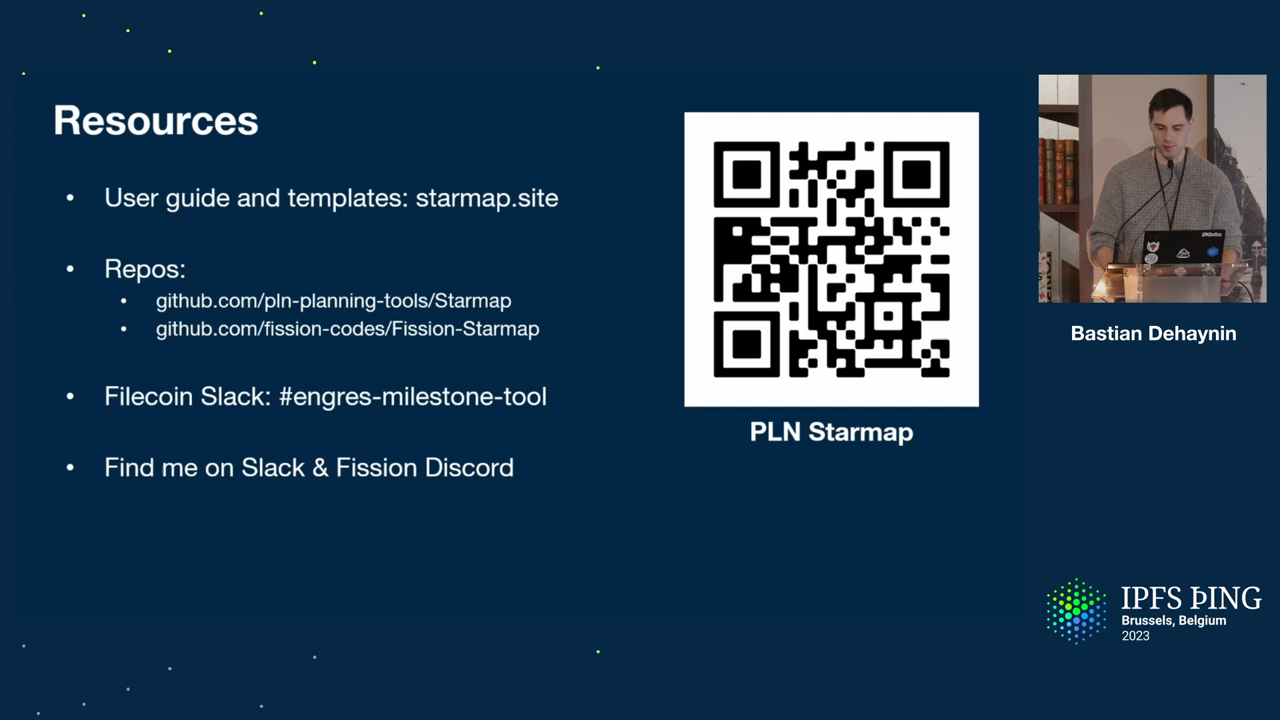 Resources
• User guide and templates: starmap.site
• Repos:
• github.com/pln-planning-tools/Starmap
• github.com/fission-codes/Fission-Starmap
• Filecoin Slack: #engres-milestone-tool
• Find me on Slack & Fission Discord
PLN Starmap
Bastian Dehaynin
IPFS ÞING
Brussels, Belgium
2023